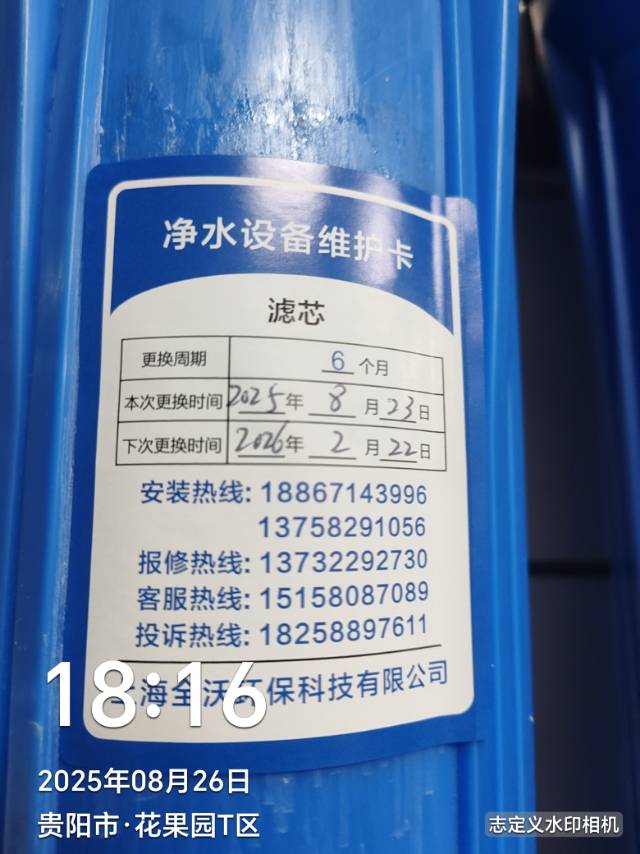 净水设备维护卡
滤芯
更换周期 6 个月
本次更换时间 2025年 8 月 23 日
下次更换时间 2026年 2 月 22 日
安装热线: 18867143996
13758291056
报修热线: 13732292730
客服热线: 15158087089
投诉热线: 18258897611
上海全沃环保科技有限公司
18:16
2025年08月26日
贵阳市·花果园T区
志定义水印相机